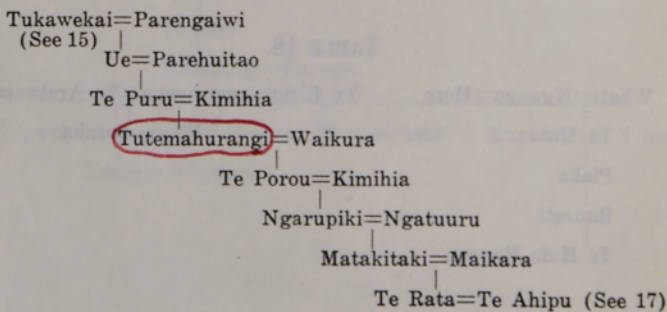 Tukawekai=Parengaiwi
(See 15)
Ue=Parehuitao
Te Puru=Kimihia
Tutemahurangi=Waikura
Te Porou=Kimihia
Ngarupiki=Ngatuuru
Matakitaki=Maikara
Te Rata=Te Ahipu (See 17)